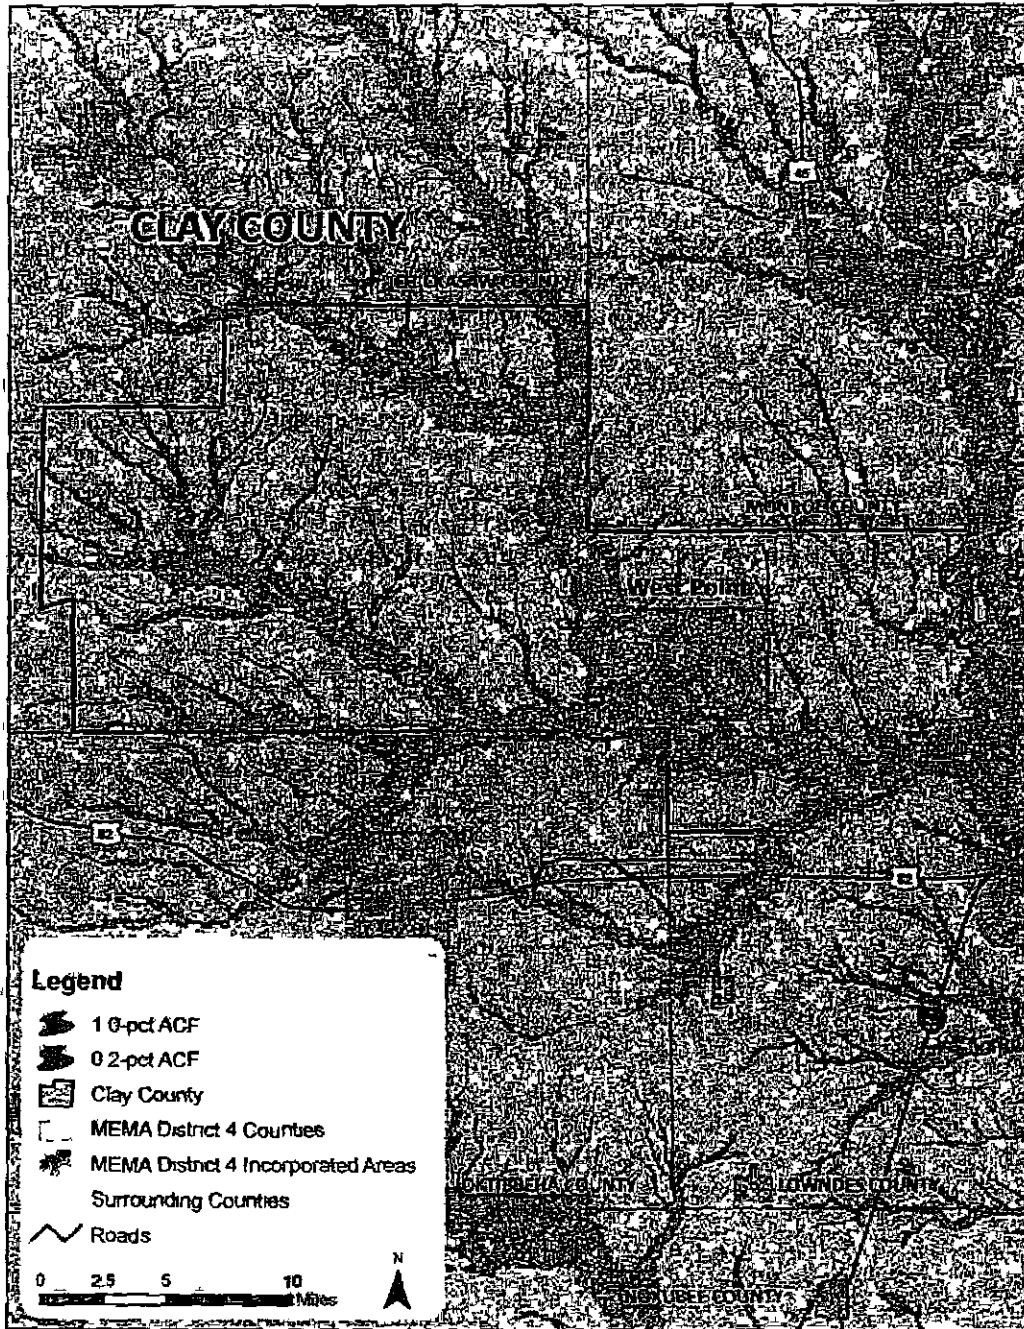 CLAY COUNTY
45
CHICKASAW COUNTY
MONROE COUNTY
West Point
82
82
Legend
1 0-pct ACF
0 2-pct ACF
Clay County
MEMA District 4 Counties
MEMA District 4 Incorporated Areas
Surrounding Counties
Roads
0 2.5 5 10
Miles
N
OKTIBBEHA COUNTY
LOWNDES COUNTY
NOXUBEE COUNTY